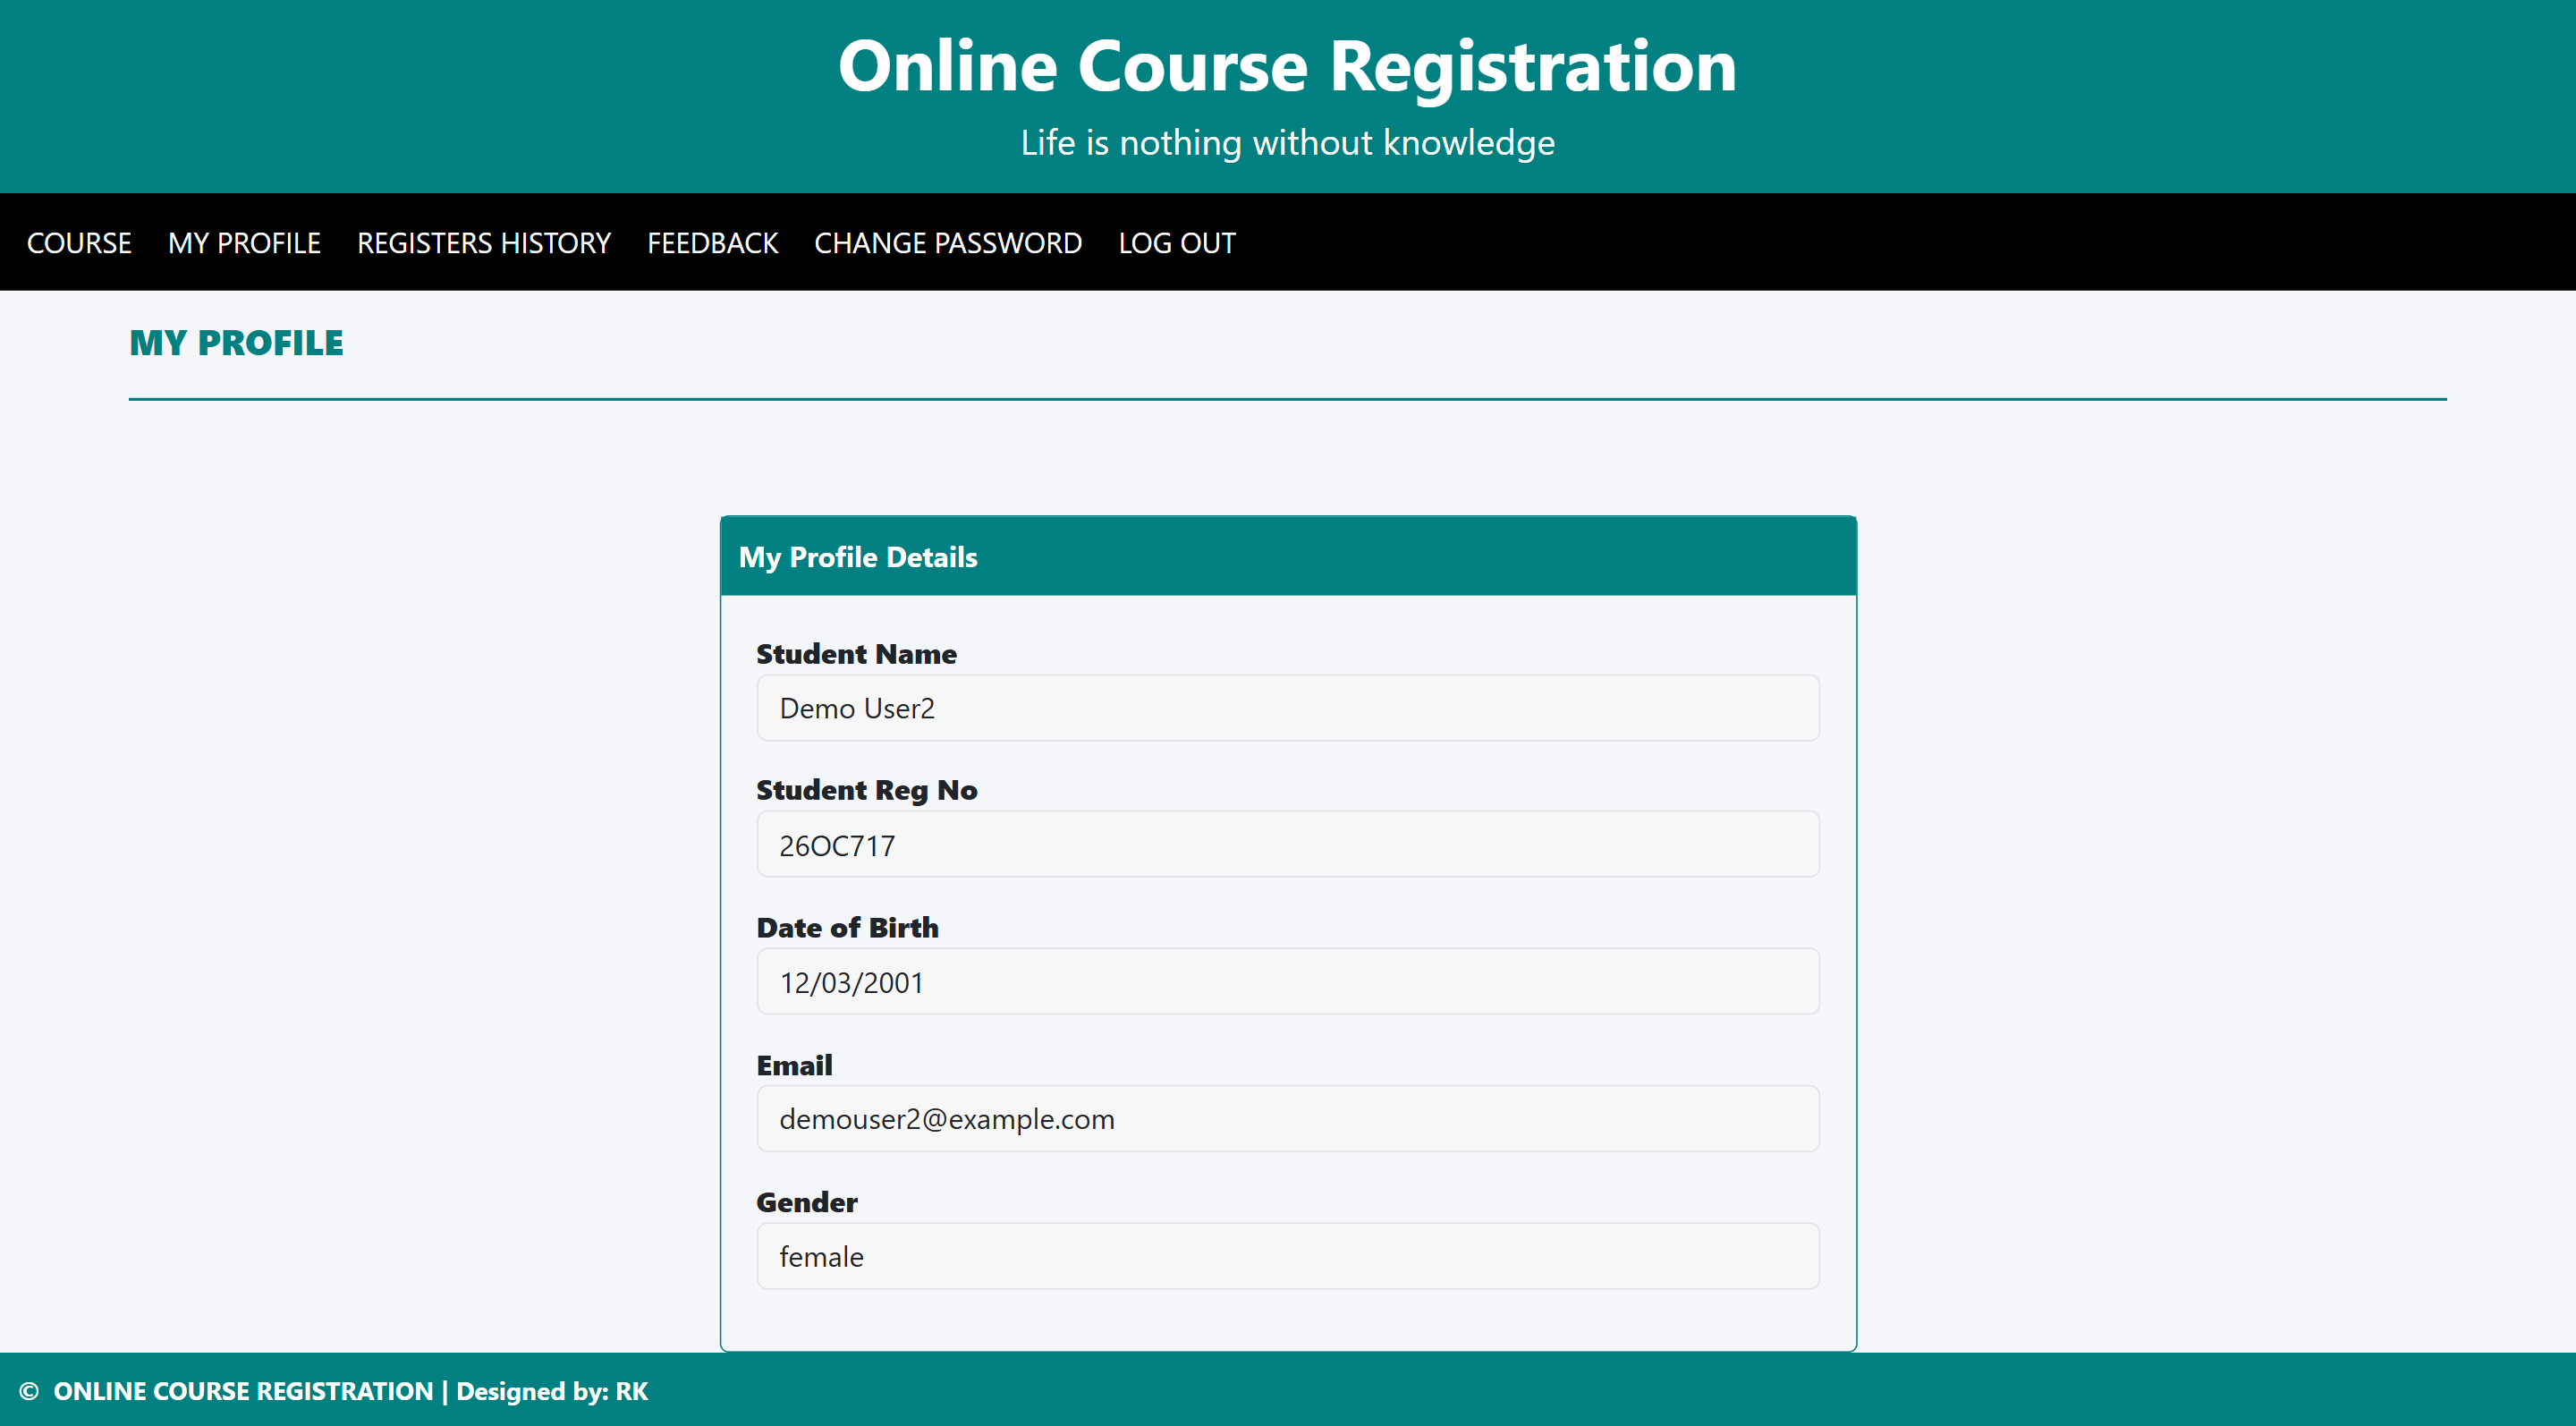 Online Course Registration
Life is nothing without knowledge
COURSE MY PROFILE REGISTERS HISTORY FEEDBACK CHANGE PASSWORD LOG OUT
MY PROFILE
My Profile Details
Student Name
Demo User2
Student Reg No
26OC717
Date of Birth
12/03/2001
Email
demouser2@example.com
Gender
female
© ONLINE COURSE REGISTRATION | Designed by: RK